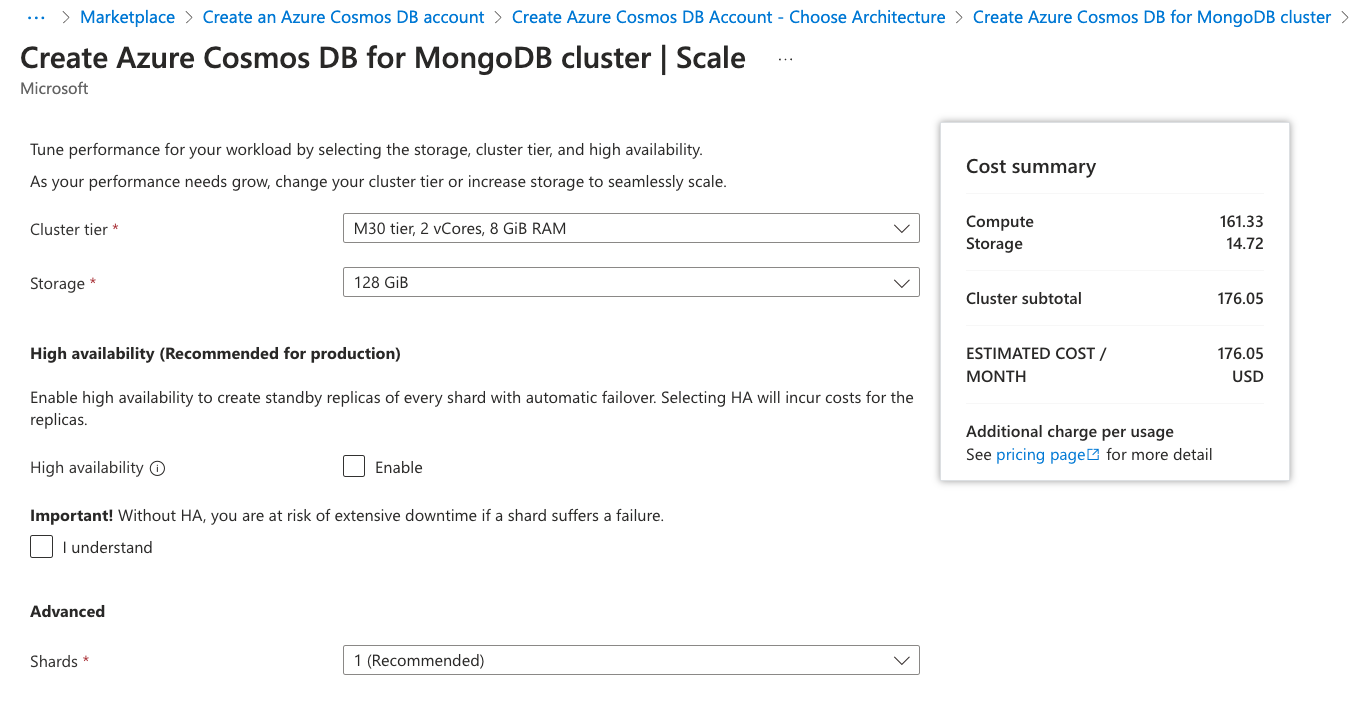 ··· > Marketplace > Create an Azure Cosmos DB account > Create Azure Cosmos DB Account - Choose Architecture > Create Azure Cosmos DB for MongoDB cluster >
Create Azure Cosmos DB for MongoDB cluster | Scale ···
Microsoft
Tune performance for your workload by selecting the storage, cluster tier, and high availability.
As your performance needs grow, change your cluster tier or increase storage to seamlessly scale.
Cluster tier *
M30 tier, 2 vCores, 8 GiB RAM
Storage *
128 GiB
High availability (Recommended for production)
Enable high availability to create standby replicas of every shard with automatic failover. Selecting HA will incur costs for the
replicas.
High availability
Enable
Important! Without HA, you are at risk of extensive downtime if a shard suffers a failure.
I understand
Advanced
Shards *
1 (Recommended)
Cost summary
Compute 161.33
Storage 14.72
Cluster subtotal 176.05
ESTIMATED COST / 176.05
MONTH USD
Additional charge per usage
See pricing page for more detail